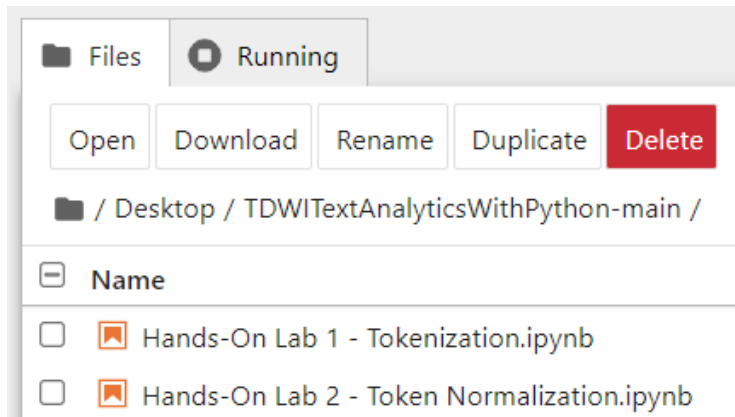 Files Running
Open Download Rename Duplicate Delete
/ Desktop / TDWITextAnalyticsWithPython-main /
Name
Hands-On Lab 1 - Tokenization.ipynb
Hands-On Lab 2 - Token Normalization.ipynb